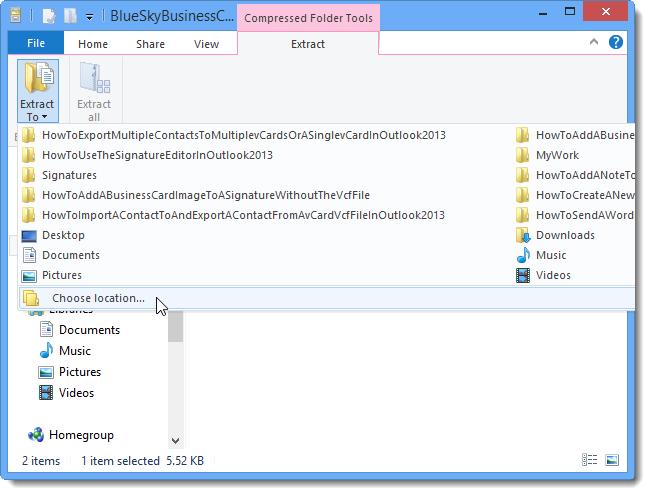 BlueSkyBusinessC...
Compressed Folder Tools
File
Home
Share
View
Extract
Extract
To
Extract
all
HowToExportMultipleContactsToMultiplevCardsOrASinglevCardInOutlook2013
HowToAddABusine
HowToUseTheSignatureEditorInOutlook2013
MyWork
Signatures
HowToAddANoteTo
HowToAddABusinessCardImageToASignatureWithoutTheVcfFile
HowToCreateANew
HowToImportAContactToAndExportAContactFromAvCardVcfFileInOutlook2013
HowToSendAWord
Desktop
Downloads
Documents
Music
Pictures
Videos
Choose location...
Libraries
Documents
Music
Pictures
Videos
Homegroup
2 items
1 item selected 5.52 KB